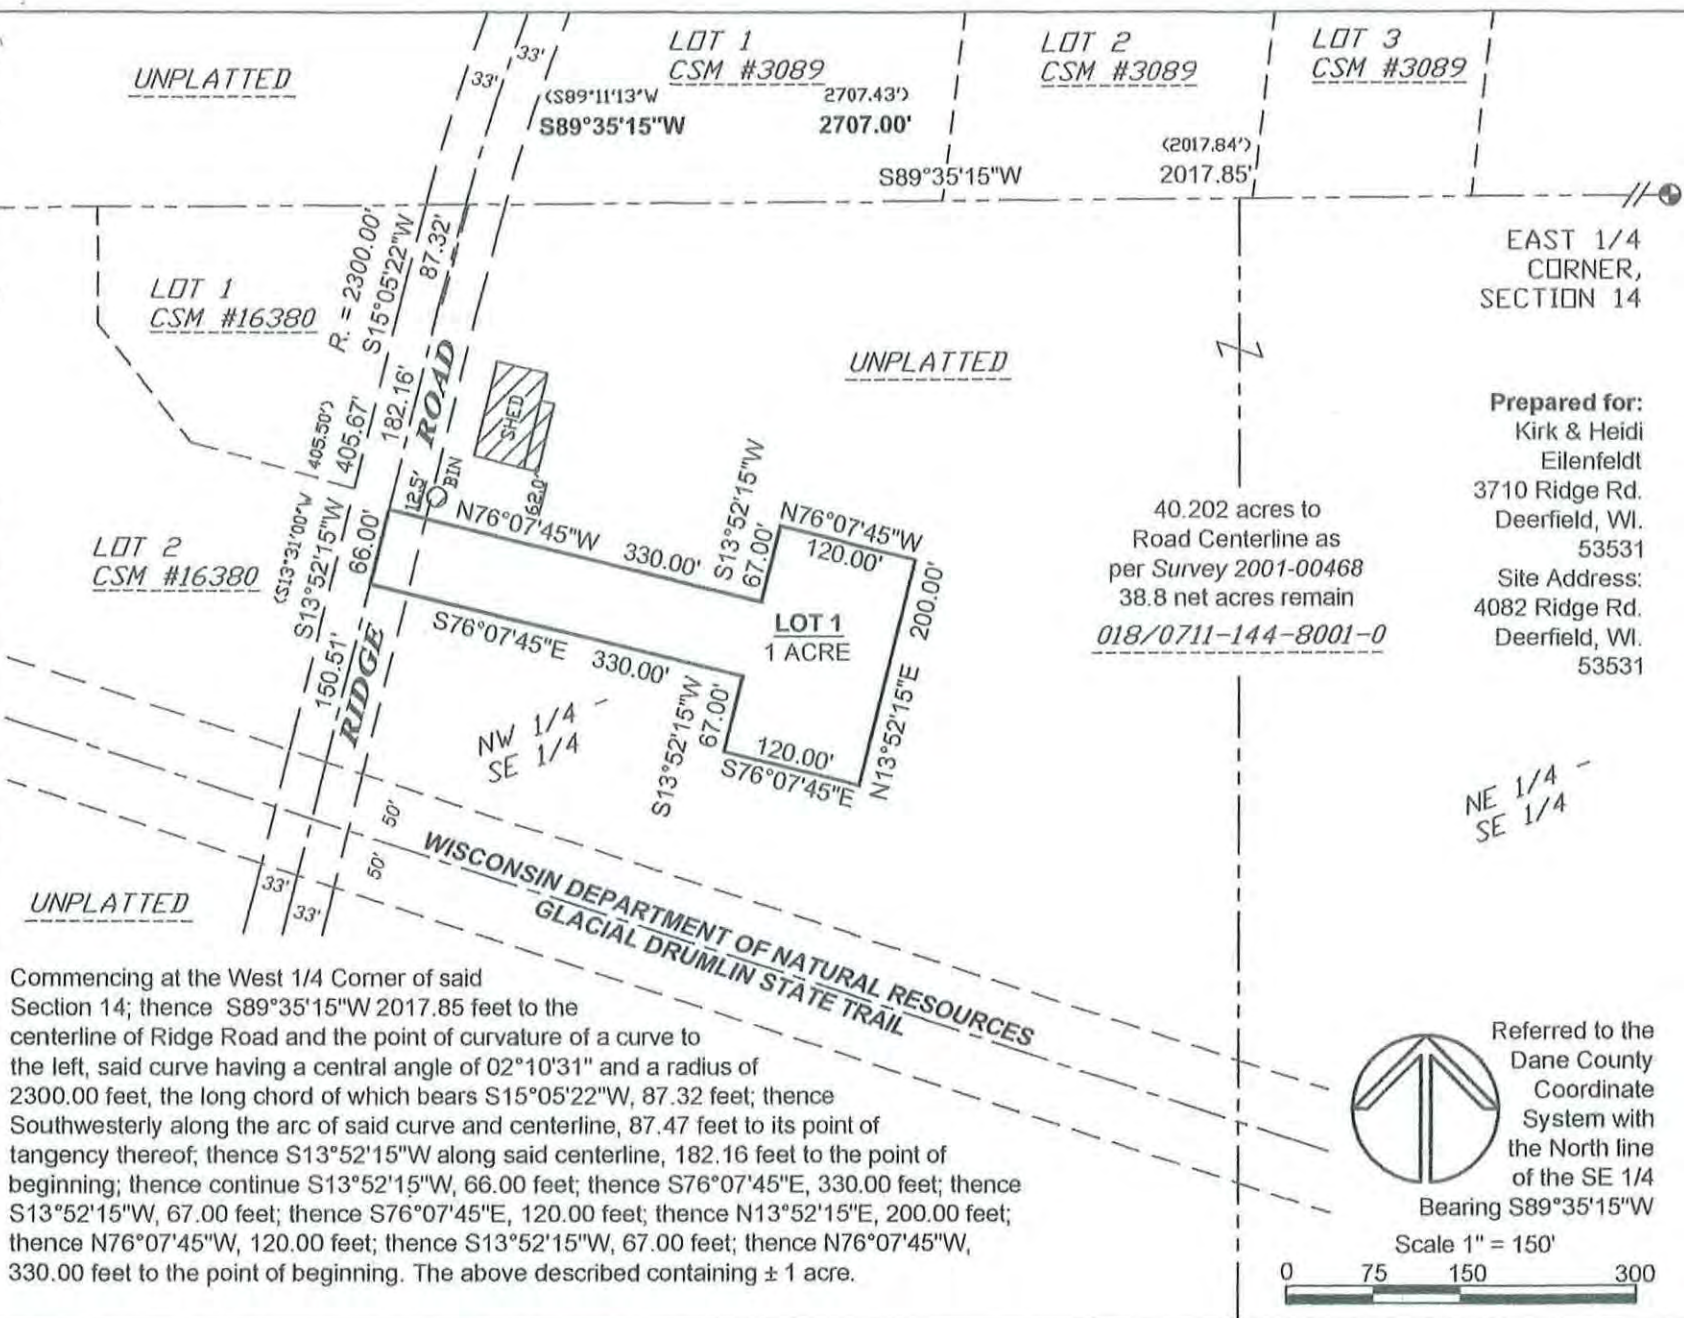 UNPLATTED
33'
33'
LOT 1
CSM #3089
LOT 2
CSM #3089
LOT 3
CSM #3089
(S89°11'13"W 2707.43')
S89°35'15"W 2707.00'
(2017.84')
S89°35'15"W 2017.85'
EAST 1/4
CORNER,
SECTION 14
LOT 1
CSM #16380
R. = 2300.00'
S15°05'22"W
87.32'
UNPLATTED
Prepared for:
Kirk & Heidi
Eilenfeldt
3710 Ridge Rd.
Deerfield, WI.
53531
Site Address:
4082 Ridge Rd.
Deerfield, WI.
53531
182.16'
ROAD
SHED
(S13°31'00"W 405.50')
S13°52'15"W 405.67'
12.5'
BIN
62.0'
N76°07'45"W 330.00'
S13°52'15"W
67.00'
N76°07'45"W
120.00'
40.202 acres to
Road Centerline as
per Survey 2001-00468
38.8 net acres remain
018/0711-144-8001-0
LOT 2
CSM #16380
66.00'
LOT 1
1 ACRE
N13°52'15"E 200.00'
S76°07'45"E 330.00'
150.51'
RIDGE
S13°52'15"W
67.00'
120.00'
S76°07'45"E
NW 1/4 -
SE 1/4
NE 1/4 -
SE 1/4
50'
50'
WISCONSIN DEPARTMENT OF NATURAL RESOURCES
GLACIAL DRUMLIN STATE TRAIL
UNPLATTED
33'
33'
Commencing at the West 1/4 Corner of said
Section 14; thence S89°35'15"W 2017.85 feet to the
centerline of Ridge Road and the point of curvature of a curve to
the left, said curve having a central angle of 02°10'31" and a radius of
2300.00 feet, the long chord of which bears S15°05'22"W, 87.32 feet; thence
Southwesterly along the arc of said curve and centerline, 87.47 feet to its point of
tangency thereof; thence S13°52'15"W along said centerline, 182.16 feet to the point of
beginning; thence continue S13°52'15"W, 66.00 feet; thence S76°07'45"E, 330.00 feet; thence
S13°52'15"W, 67.00 feet; thence S76°07'45"E, 120.00 feet; thence N13°52'15"E, 200.00 feet;
thence N76°07'45"W, 120.00 feet; thence S13°52'15"W, 67.00 feet; thence N76°07'45"W,
330.00 feet to the point of beginning. The above described containing ± 1 acre.
Referred to the
Dane County
Coordinate
System with
the North line
of the SE 1/4
Bearing S89°35'15"W
Scale 1" = 150'
0 75 150 300